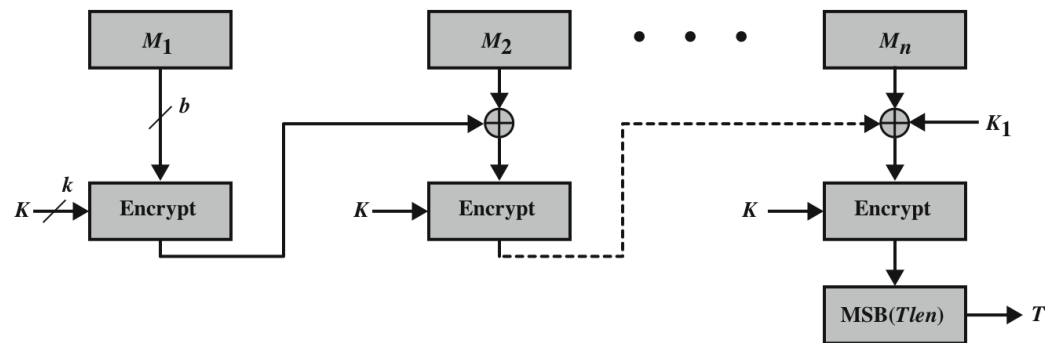 M1 M2 • • • Mn
b
K1
k
K Encrypt K Encrypt K Encrypt
MSB(Tlen) T